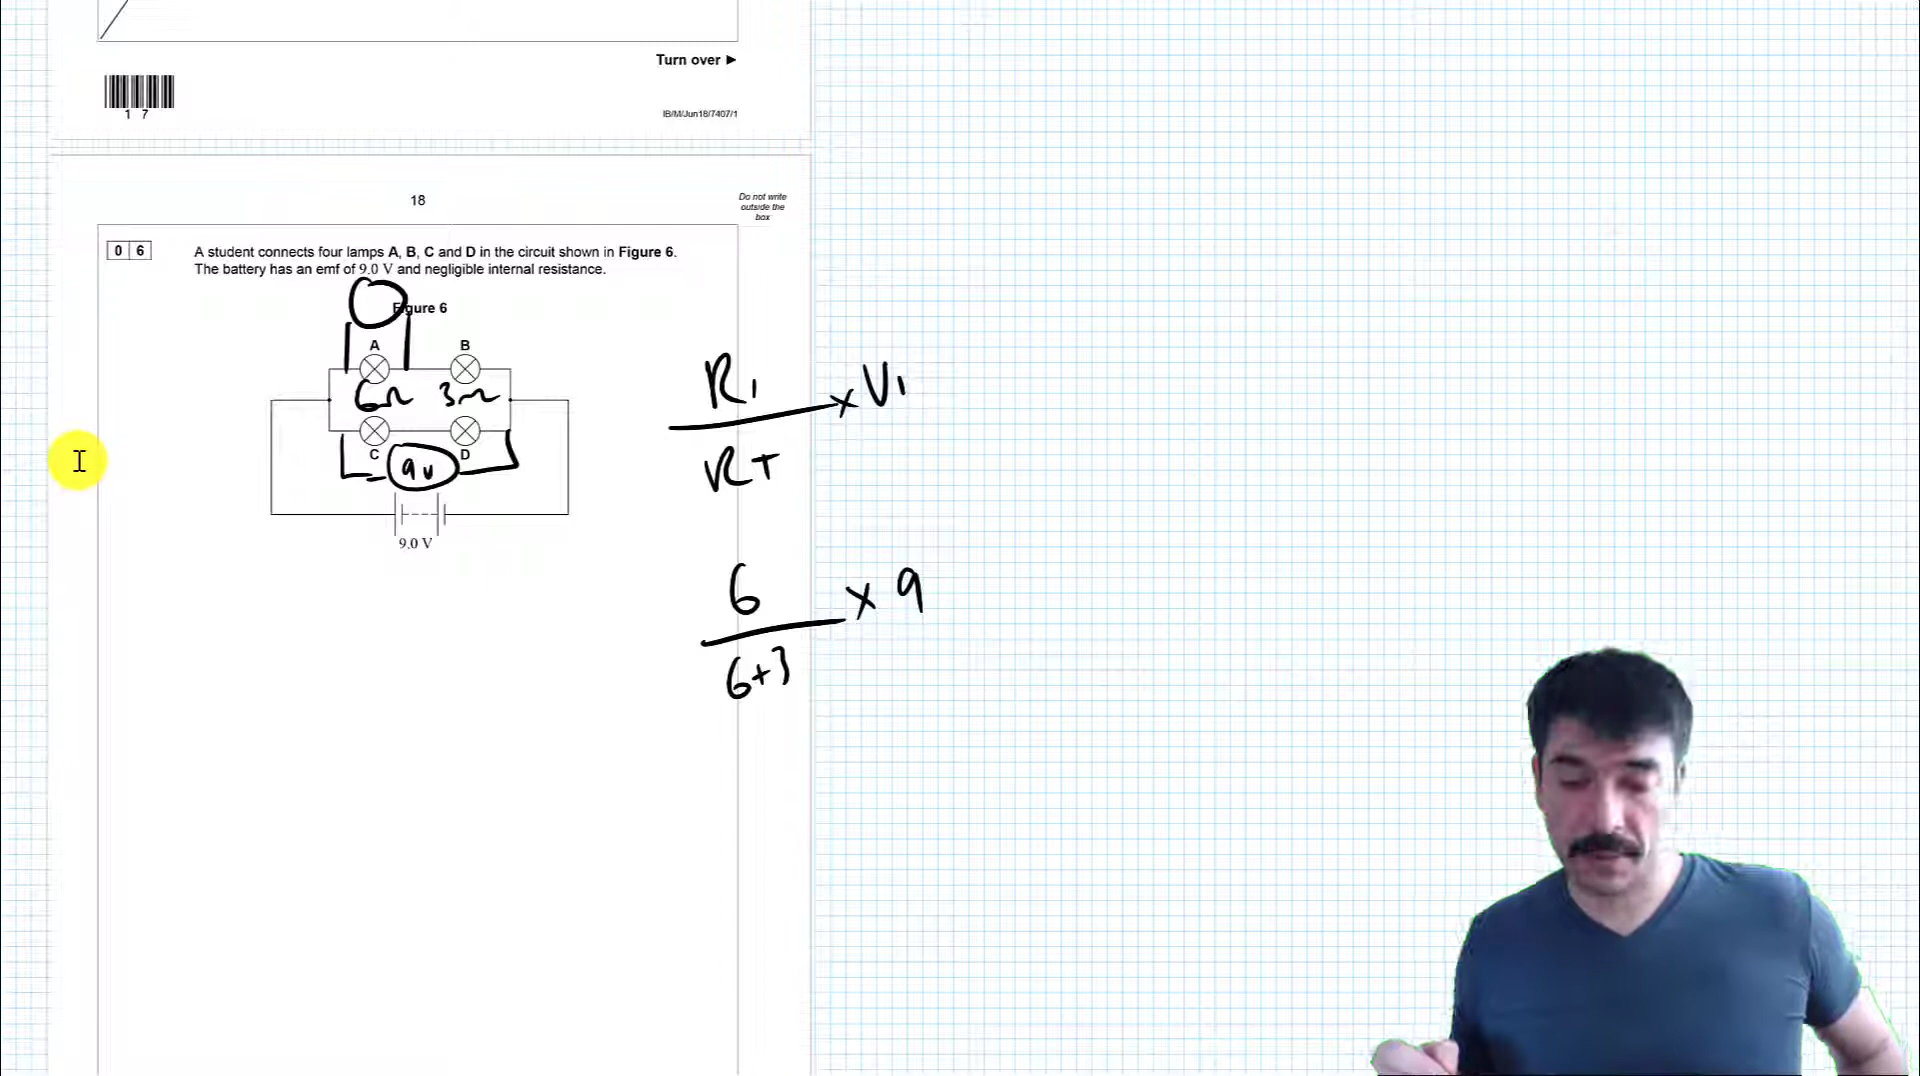 Turn over ►
1 7
IB/M/Jun18/7407/1
18
Do not write
outside the
box
0 6
A student connects four lamps A, B, C and D in the circuit shown in Figure 6.
The battery has an emf of 9.0 V and negligible internal resistance.
Figure 6
A B
6Ω 3Ω
C D
9v
9.0 V
R1
× V1
RT
6
× 9
6+3